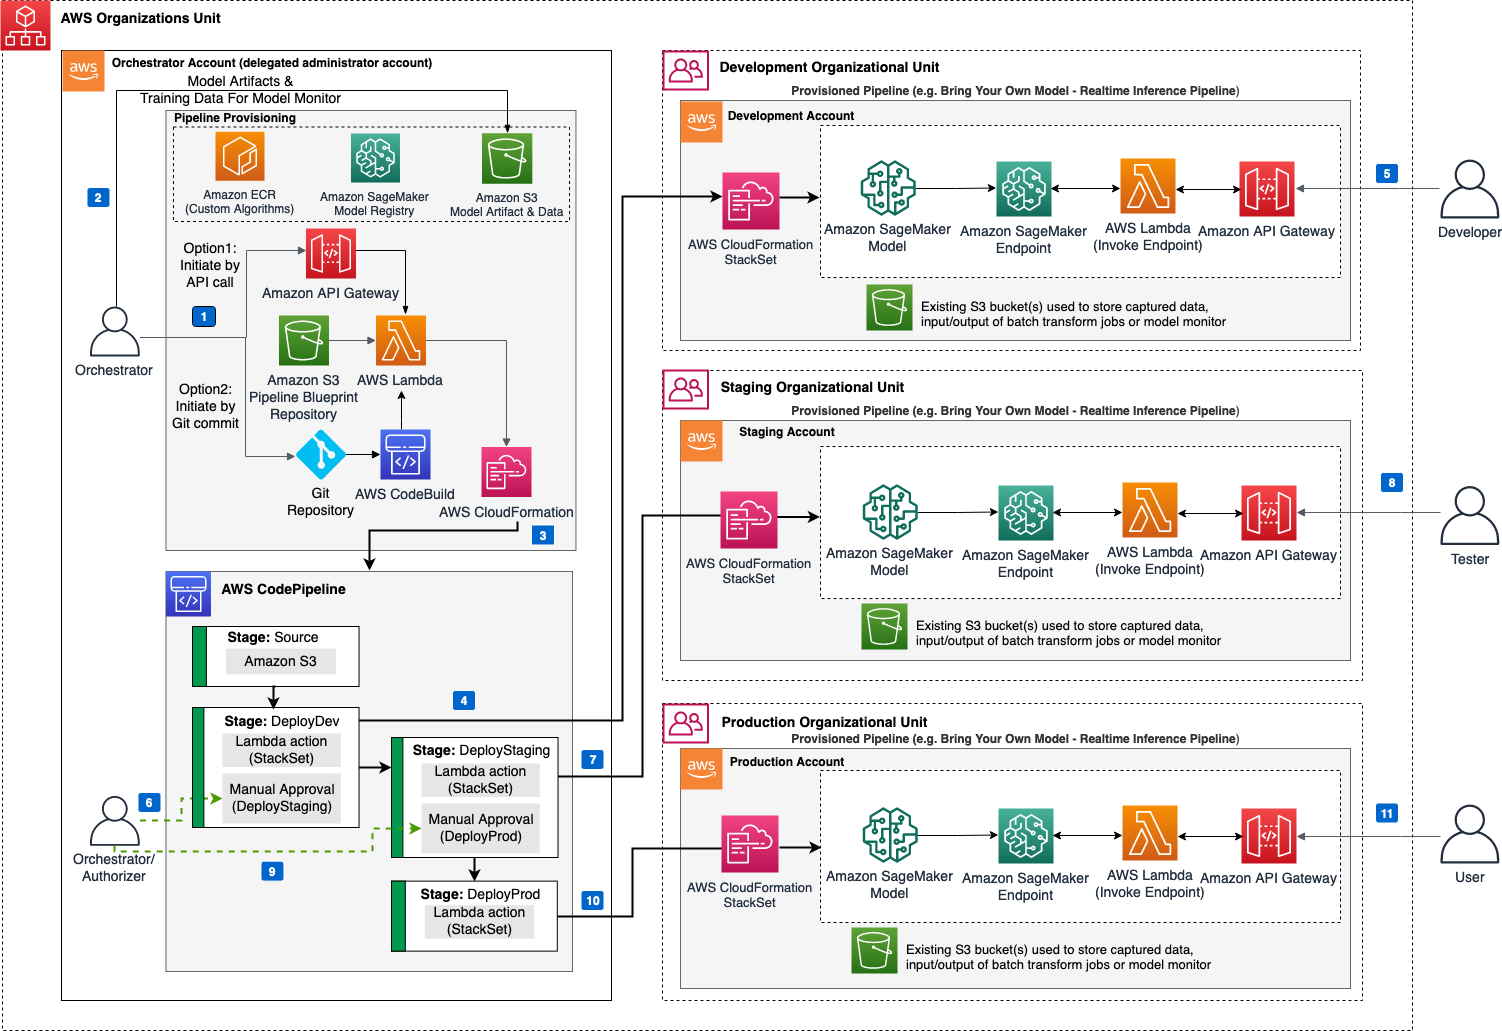 AWS Organizations Unit
aws
Orchestrator Account (delegated administrator account)
Model Artifacts &
Training Data For Model Monitor
Pipeline Provisioning
Amazon ECR
(Custom Algorithms)
Amazon SageMaker
Model Registry
Amazon S3
Model Artifact & Data
2
Option1:
Initiate by
API call
Amazon API Gateway
1
Orchestrator
Amazon S3
Pipeline Blueprint
Repository
AWS Lambda
Option2:
Initiate by
Git commit
Git
Repository
AWS CodeBuild
AWS CloudFormation
3
AWS CodePipeline
Stage: Source
Amazon S3
4
Stage: DeployDev
Lambda action
(StackSet)
Manual Approval
(DeployStaging)
Stage: DeployStaging
Lambda action
(StackSet)
Manual Approval
(DeployProd)
7
6
Orchestrator/
Authorizer
9
Stage: DeployProd
Lambda action
(StackSet)
10
Development Organizational Unit
Provisioned Pipeline (e.g. Bring Your Own Model - Realtime Inference Pipeline)
aws
Development Account
AWS CloudFormation
StackSet
Amazon SageMaker
Model
Amazon SageMaker
Endpoint
AWS Lambda
(Invoke Endpoint)
Amazon API Gateway
5
Developer
Existing S3 bucket(s) used to store captured data,
input/output of batch transform jobs or model monitor
Staging Organizational Unit
Provisioned Pipeline (e.g. Bring Your Own Model - Realtime Inference Pipeline)
aws
Staging Account
AWS CloudFormation
StackSet
Amazon SageMaker
Model
Amazon SageMaker
Endpoint
AWS Lambda
(Invoke Endpoint)
Amazon API Gateway
8
Tester
Existing S3 bucket(s) used to store captured data,
input/output of batch transform jobs or model monitor
Production Organizational Unit
Provisioned Pipeline (e.g. Bring Your Own Model - Realtime Inference Pipeline)
aws
Production Account
AWS CloudFormation
StackSet
Amazon SageMaker
Model
Amazon SageMaker
Endpoint
AWS Lambda
(Invoke Endpoint)
Amazon API Gateway
11
User
Existing S3 bucket(s) used to store captured data,
input/output of batch transform jobs or model monitor